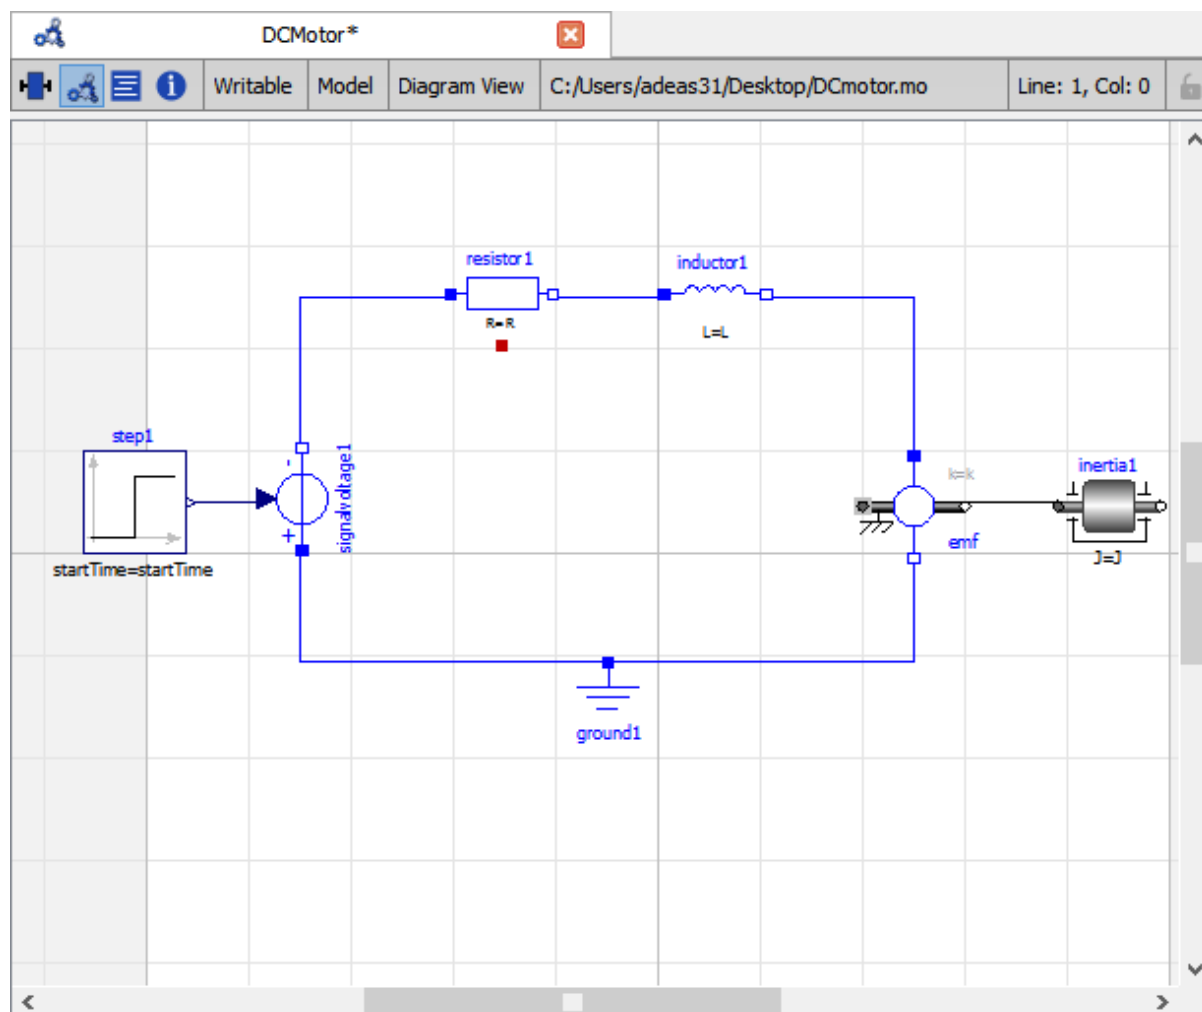 DCMotor*
Writable
Model
Diagram View
C:/Users/adeas31/Desktop/DCmotor.mo
Line: 1, Col: 0
resistor1
R=R
inductor1
L=L
step1
startTime=startTime
-
+
signalvoltage1
k=k
emf
inertia1
J=J
ground1